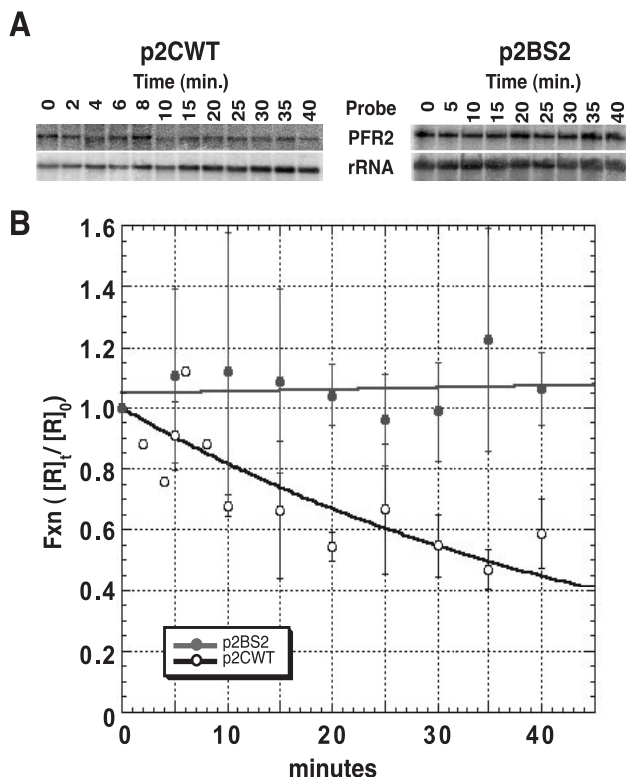 A
p2CWT
Time (min.)
0 2 4 6 8 10 15 20 25 30 35 40
p2BS2
Time (min.)
0 5 10 15 20 25 30 35 40
Probe
PFR2
rRNA
B
1.6
1.4
1.2
1.0
0.8
0.6
0.4
0.2
0
Fxn ([R]t/ [R]0)
p2BS2
p2CWT
0 10 20 30 40
minutes